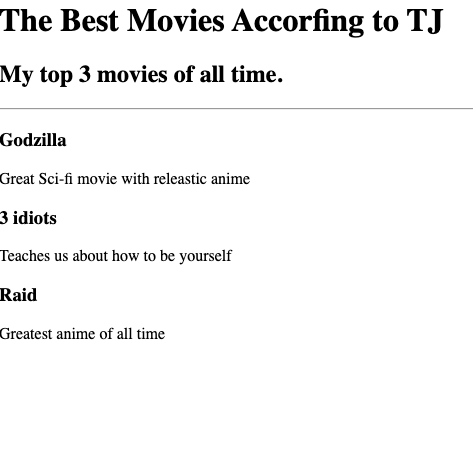 The Best Movies Accorfing to TJ
My top 3 movies of all time.
Godzilla
Great Sci-fi movie with releastic anime
3 idiots
Teaches us about how to be yourself
Raid
Greatest anime of all time